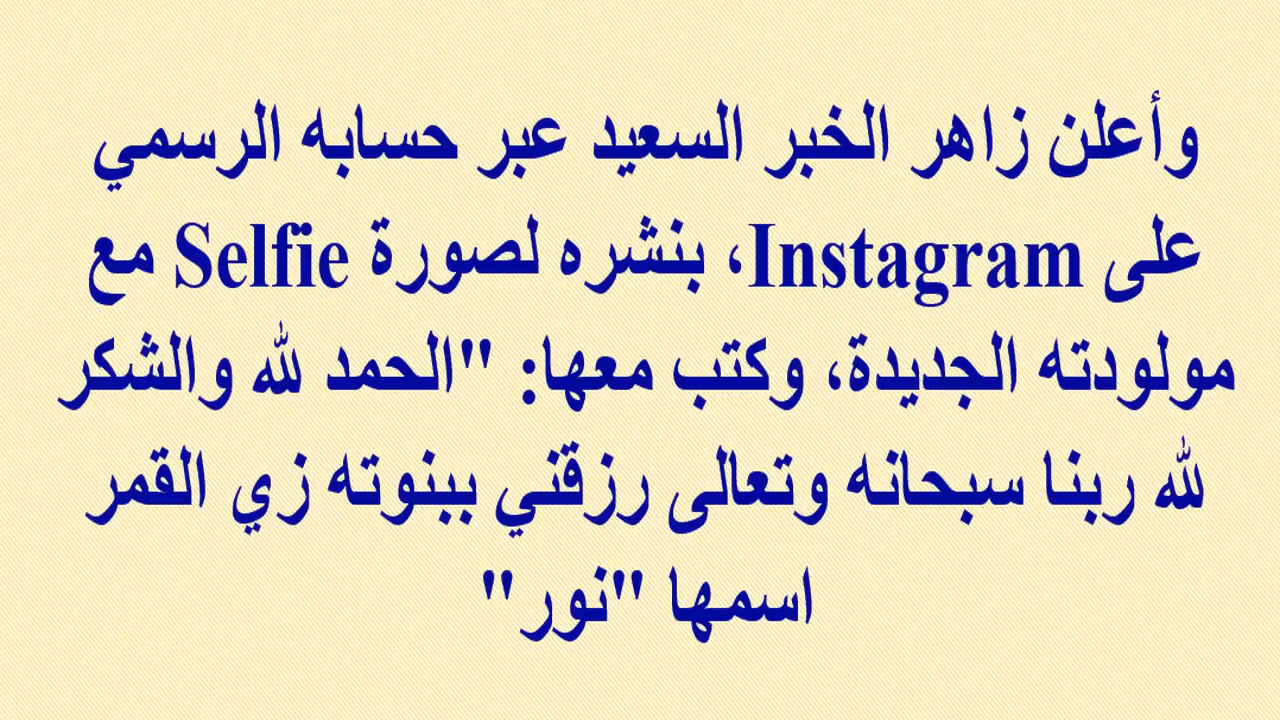 وأعلن زاهر الخبر السعيد عبر حسابه الرسمي
على Instagram، بنشره لصورة Selfie مع
مولودته الجديدة، وكتب معها: "الحمد لله والشكر
لله ربنا سبحانه وتعالى رزقني ببنوته زي القمر
اسمها "نور"